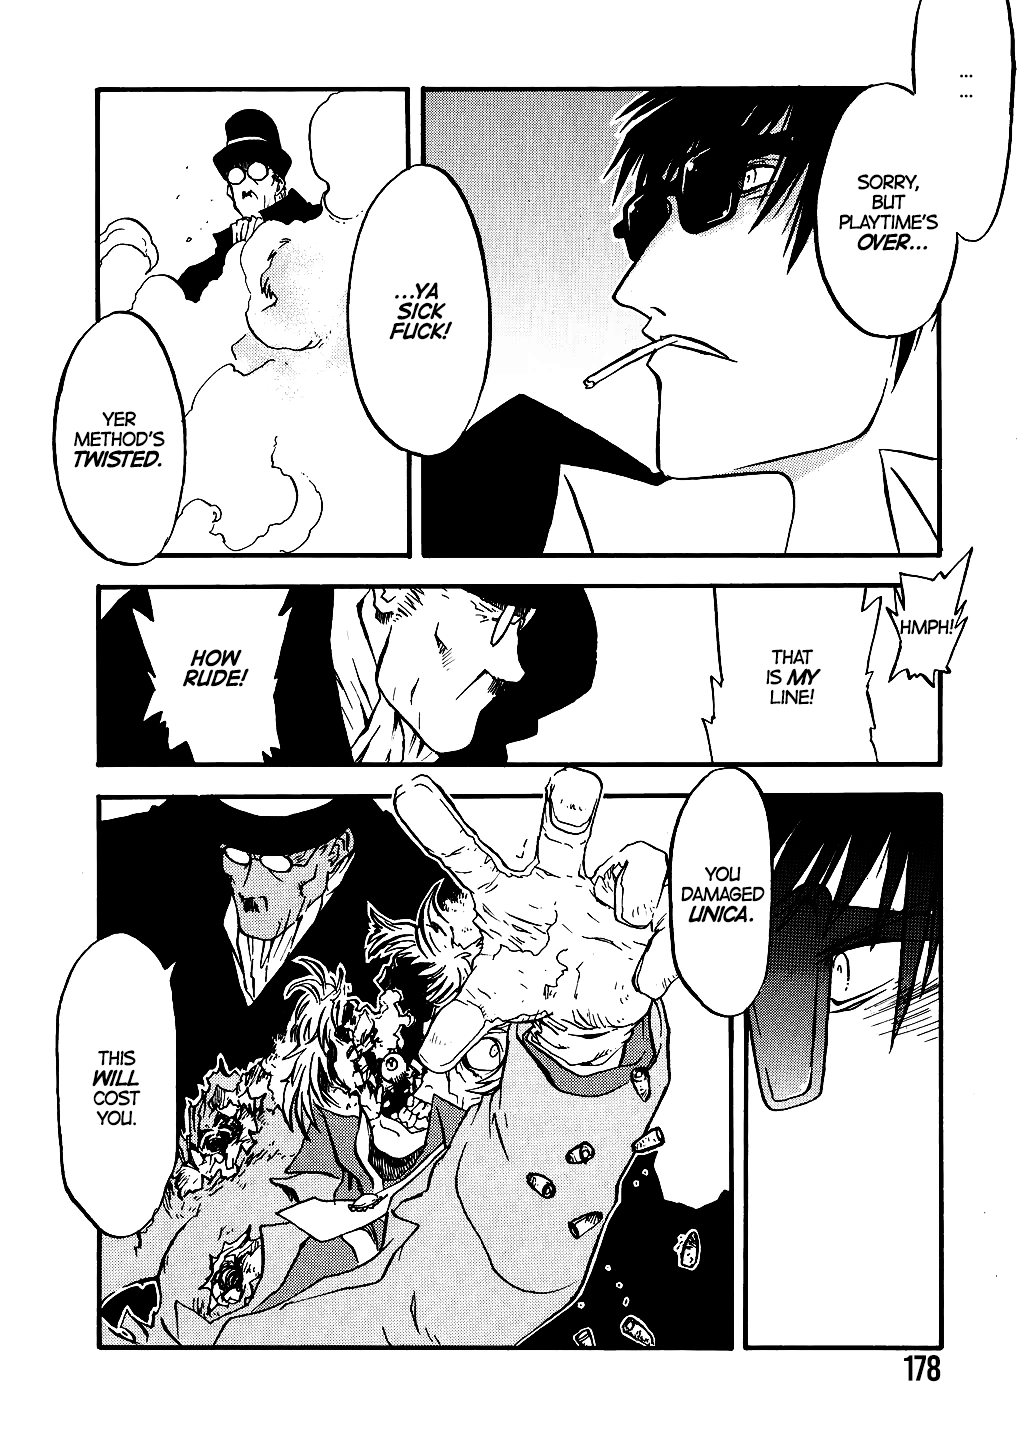 ...
...
SORRY,
BUT
PLAYTIME'S
OVER...
...YA
SICK
FUCK!
YER
METHOD'S
TWISTED.
HMPH!
THAT
IS MY
LINE!
HOW
RUDE!
YOU
DAMAGED
UNICA.
THIS
WILL
COST
YOU.
178